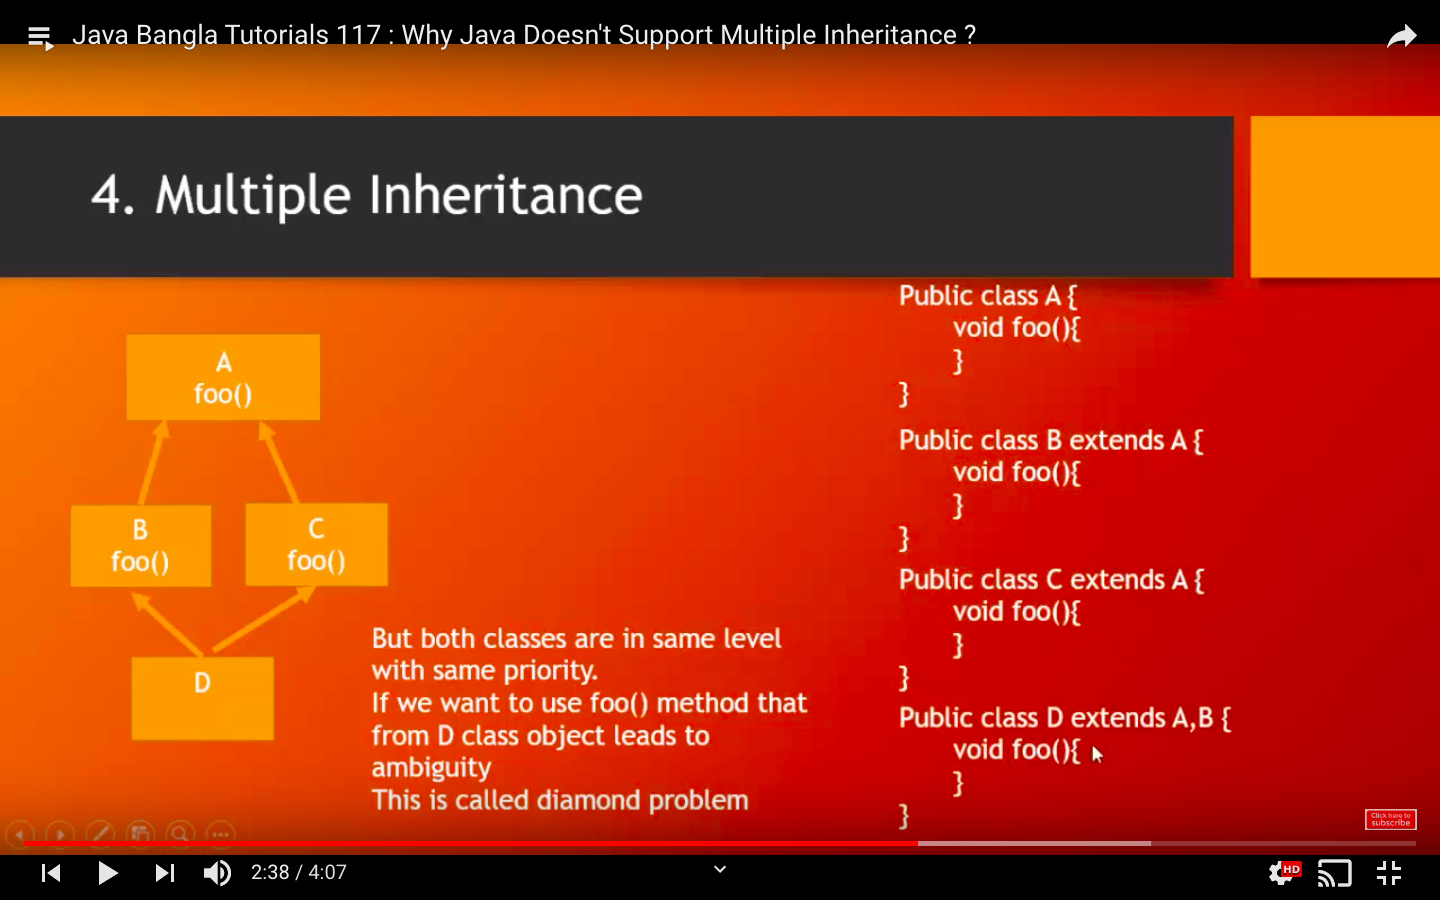 Java Bangla Tutorials 117 : Why Java Doesn't Support Multiple Inheritance ?
4. Multiple Inheritance
A
foo()
B
foo()
C
foo()
D
But both classes are in same level
with same priority.
If we want to use foo() method that
from D class object leads to
ambiguity
This is called diamond problem
Public class A {
void foo(){
}
}
Public class B extends A {
void foo(){
}
}
Public class C extends A {
void foo(){
}
}
Public class D extends A,B {
void foo(){
}
}
Click here to
subscribe
2:38 / 4:07
HD